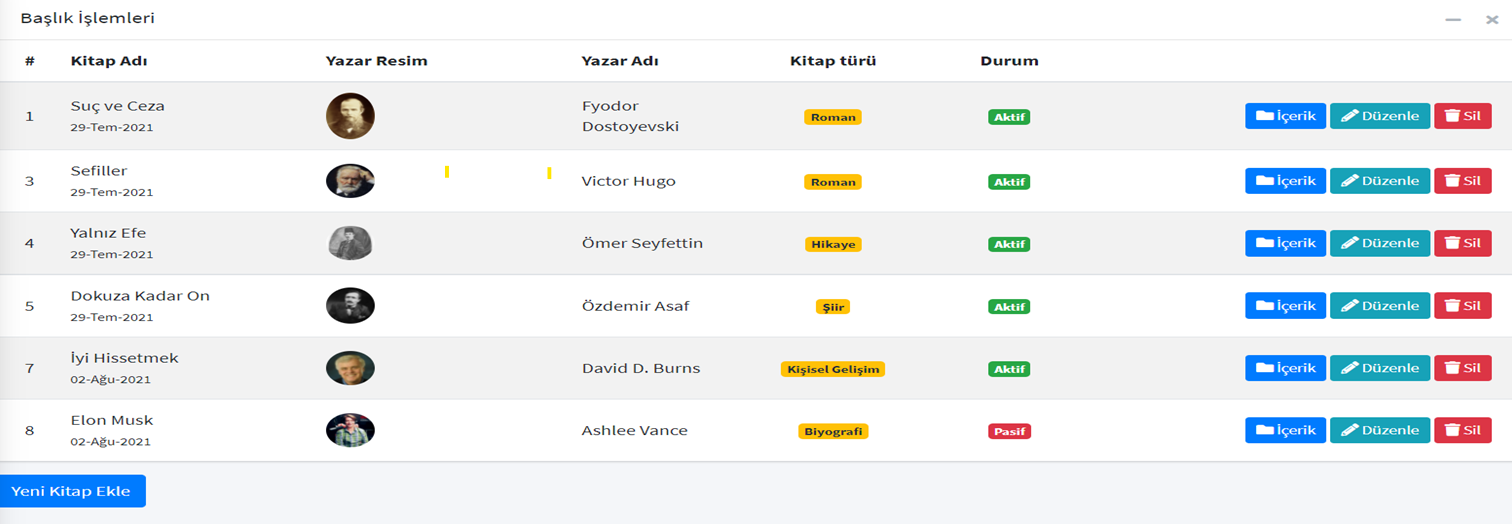 Başlık İşlemleri
# Kitap Adı Yazar Resim Yazar Adı Kitap türü Durum
1 Suç ve Ceza Fyodor Roman Aktif İçerik Düzenle Sil
29-Tem-2021 Dostoyevski
3 Sefiller Victor Hugo Roman Aktif İçerik Düzenle Sil
29-Tem-2021
4 Yalnız Efe Ömer Seyfettin Hikaye Aktif İçerik Düzenle Sil
29-Tem-2021
5 Dokuza Kadar On Özdemir Asaf Şiir Aktif İçerik Düzenle Sil
29-Tem-2021
7 İyi Hissetmek David D. Burns Kişisel Gelişim Aktif İçerik Düzenle Sil
02-Ağu-2021
8 Elon Musk Ashlee Vance Biyografi Pasif İçerik Düzenle Sil
02-Ağu-2021
Yeni Kitap Ekle